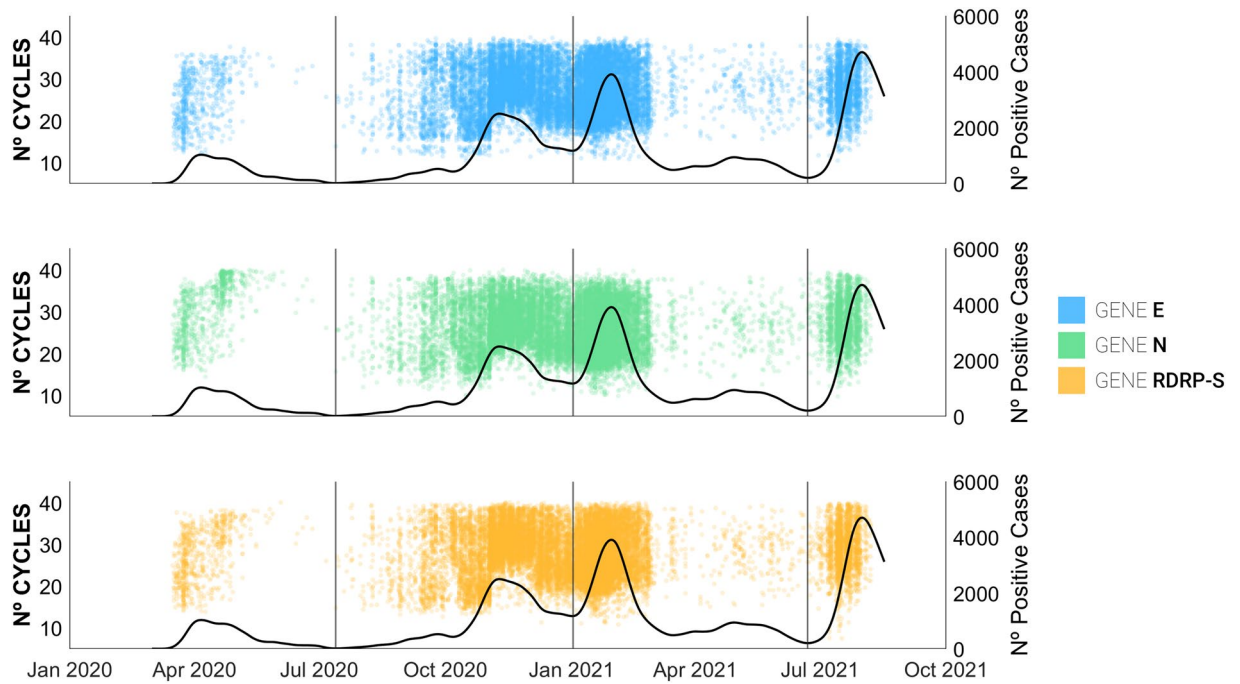 Nº CYCLES
40
30
20
10
6000
4000
2000
0
Nº Positive Cases
Nº CYCLES
40
30
20
10
6000
4000
2000
0
Nº Positive Cases
GENE E
GENE N
GENE RDRP-S
Nº CYCLES
40
30
20
10
6000
4000
2000
0
Nº Positive Cases
Jan 2020 Apr 2020 Jul 2020 Oct 2020 Jan 2021 Apr 2021 Jul 2021 Oct 2021